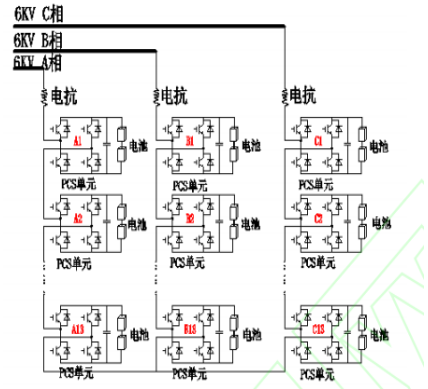 6KV C相
6KV B相
6KV A相
电抗 电抗 电抗
A1 电池 B1 电池 C1 电池
PCS单元 PCS单元 PCS单元
A2 电池 B2 电池 C2 电池
PCS单元 PCS单元 PCS单元
A13 电池 B13 电池 C13 电池
PCS单元 PCS单元 PCS单元